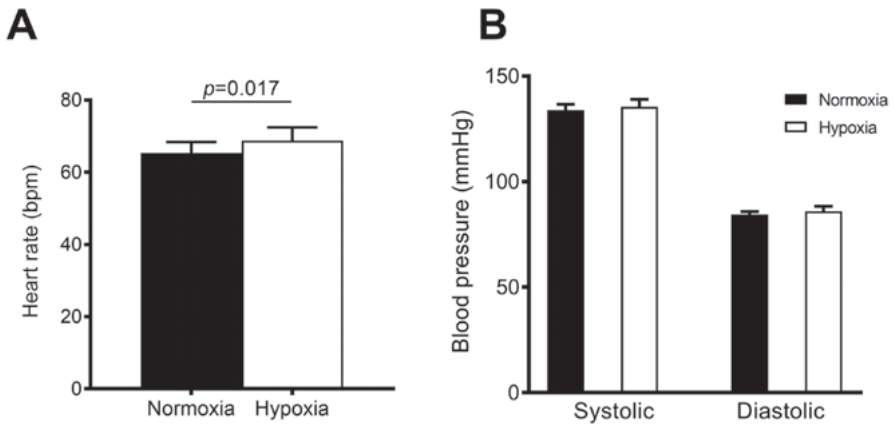 A
p=0.017
Heart rate (bpm)
80
60
40
20
0
Normoxia Hypoxia
B
Blood pressure (mmHg)
150
100
50
0
Systolic Diastolic
Normoxia
Hypoxia